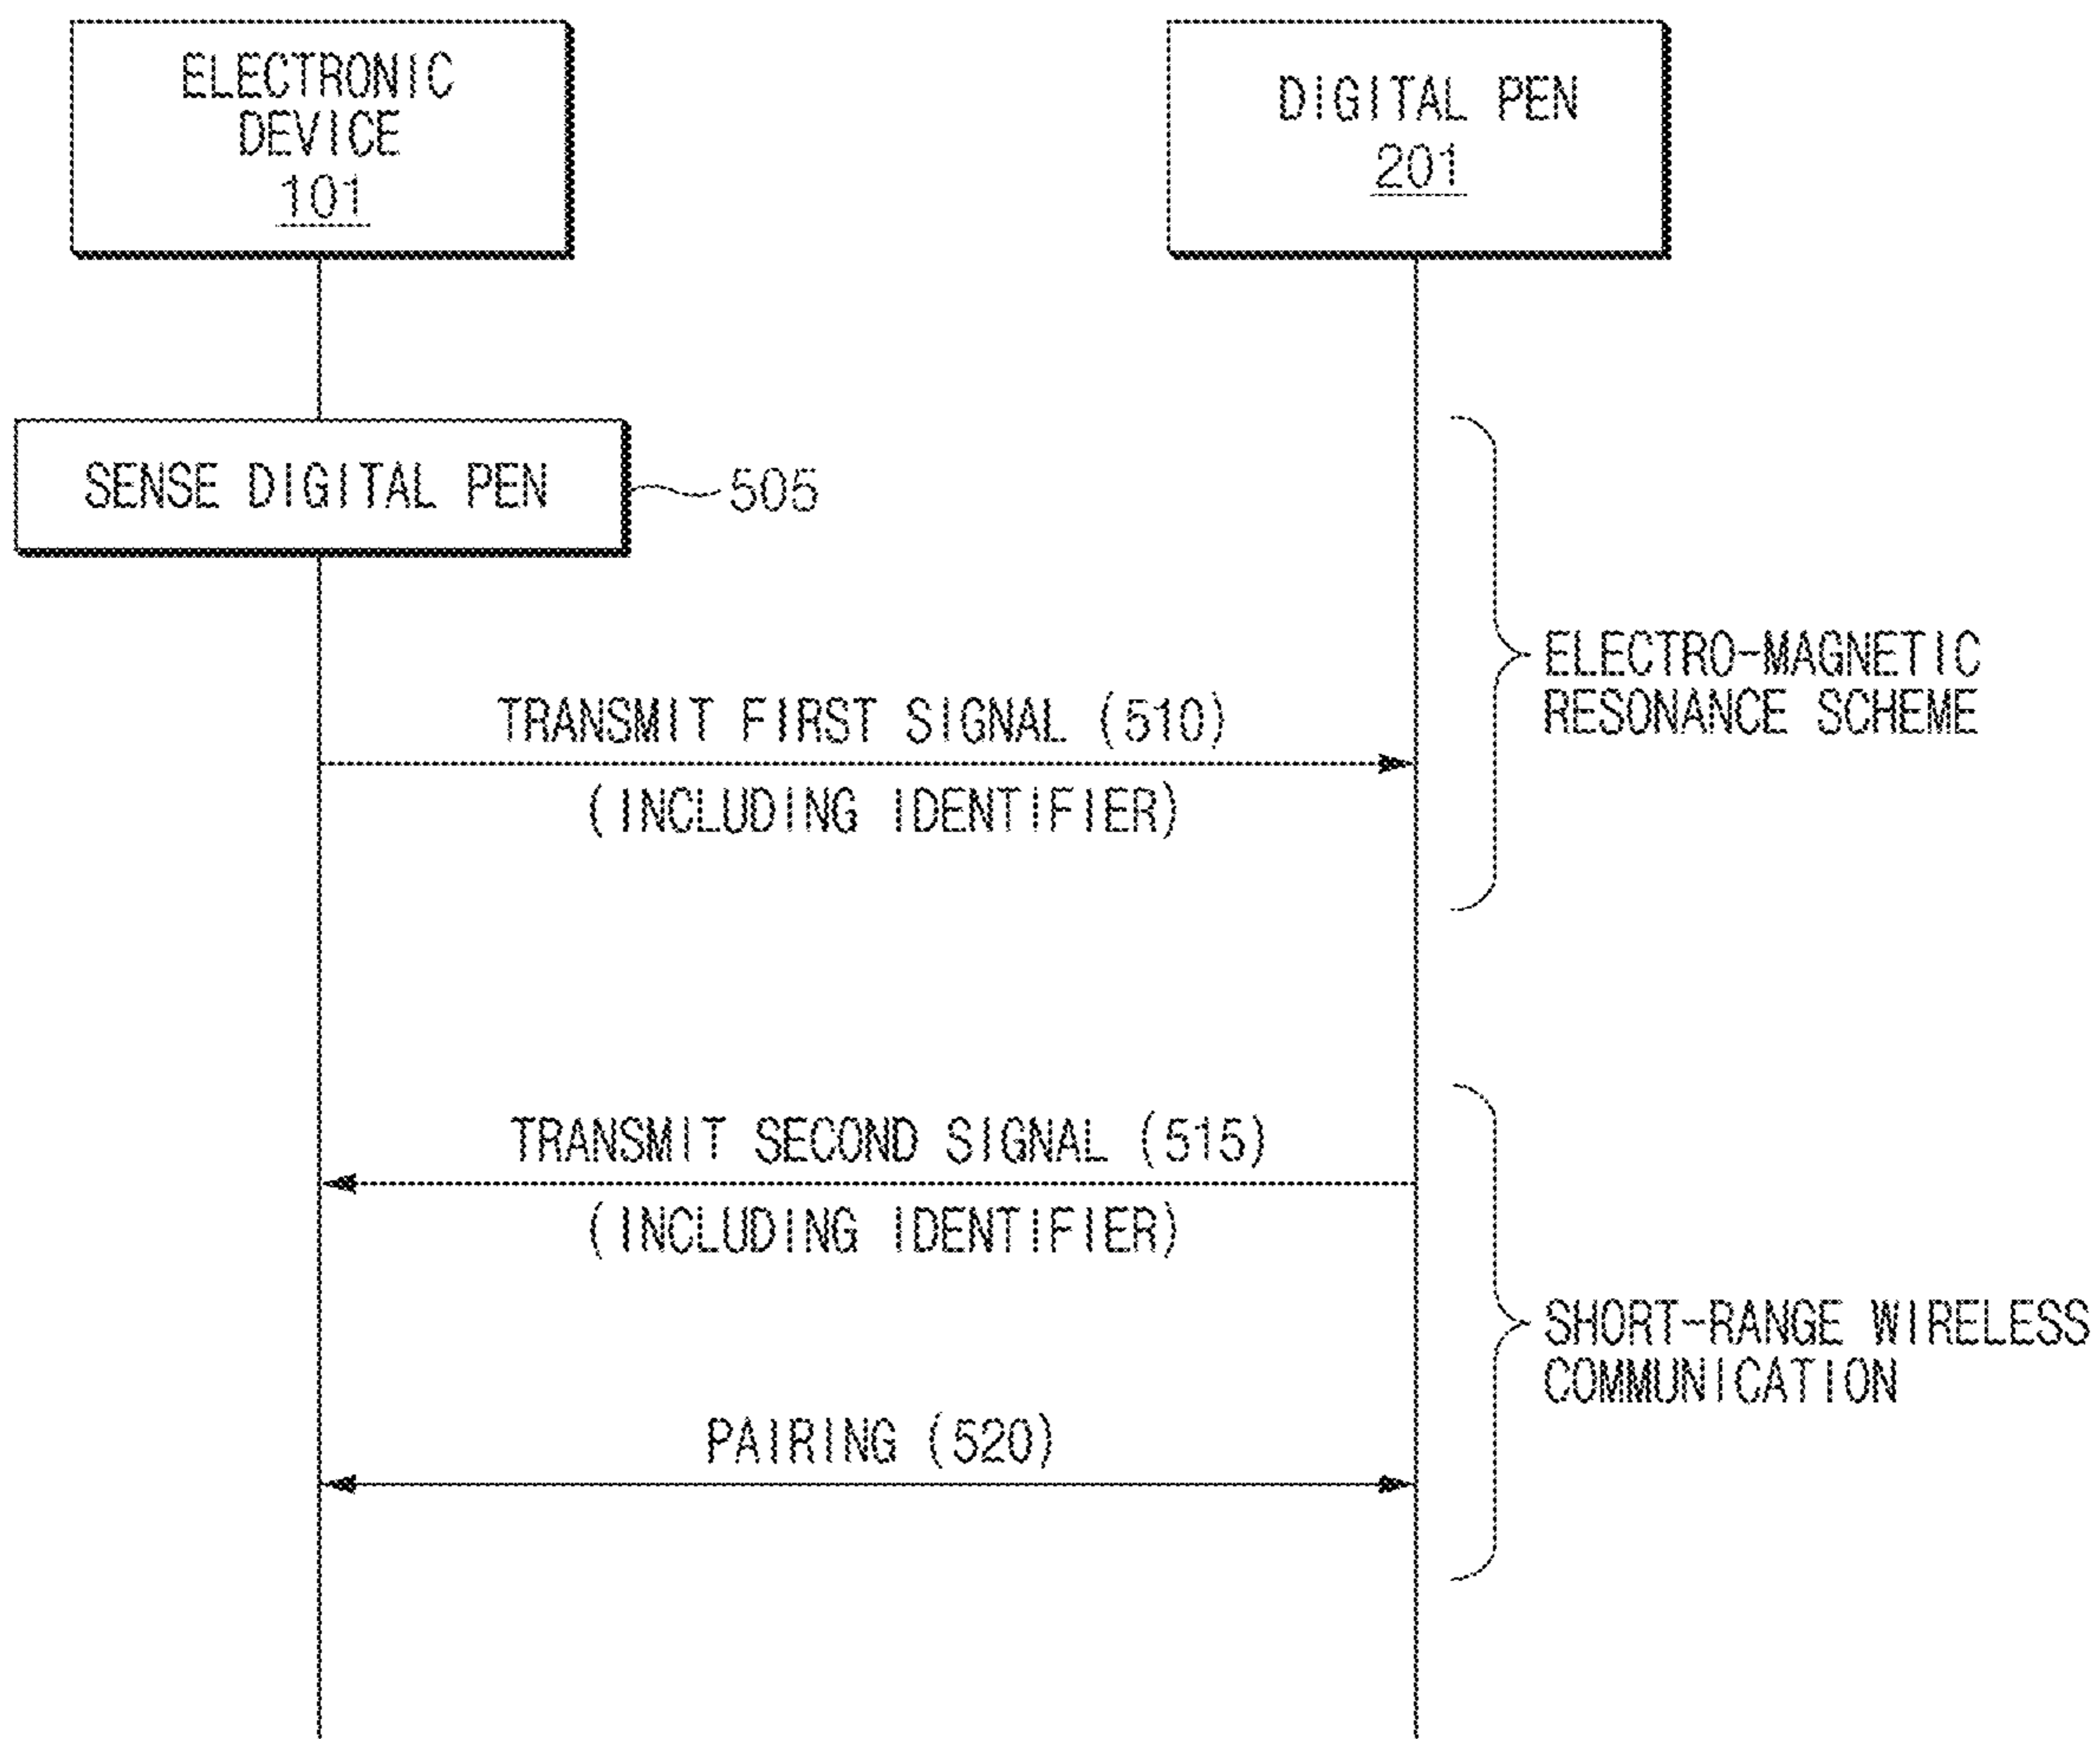 ELECTRONIC
DEVICE
101
DIGITAL PEN
201
SENSE DIGITAL PEN
505
TRANSMIT FIRST SIGNAL (510)
(INCLUDING IDENTIFIER)
ELECTRO-MAGNETIC
RESONANCE SCHEME
TRANSMIT SECOND SIGNAL (515)
(INCLUDING IDENTIFIER)
SHORT-RANGE WIRELESS
COMMUNICATION
PAIRING (520)